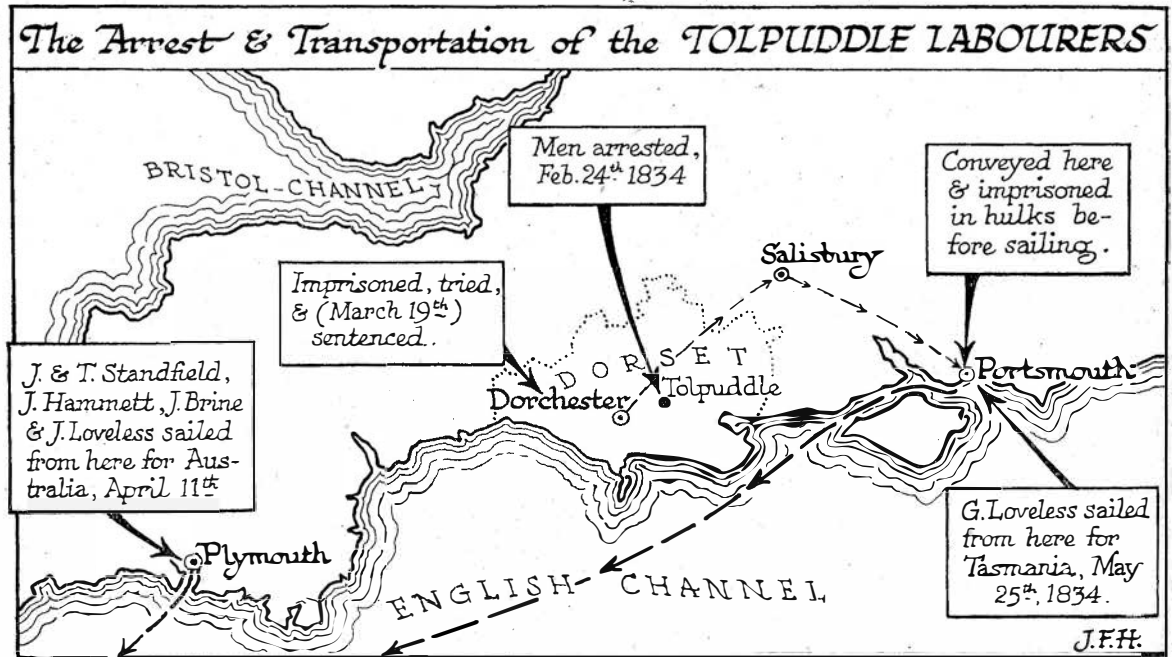 The Arrest & Transportation of the TOLPUDDLE LABOURERS
BRISTOL-CHANNEL
Men arrested,
Feb. 24th 1834
Conveyed here
& imprisoned
in hulks be-
fore sailing.
Salisbury
Imprisoned, tried,
& (March 19th)
sentenced..
J. & T. Standfield,
J. Hammett, J. Brine
& J. Loveless sailed
from here for Aus-
tralia, April 11th
DORSET
Portsmouth
Tolpuddle
Dorchester
G. Loveless sailed
from here for
Tasmania, May
25th, 1834.
Plymouth
ENGLISH CHANNEL
J.F.H.